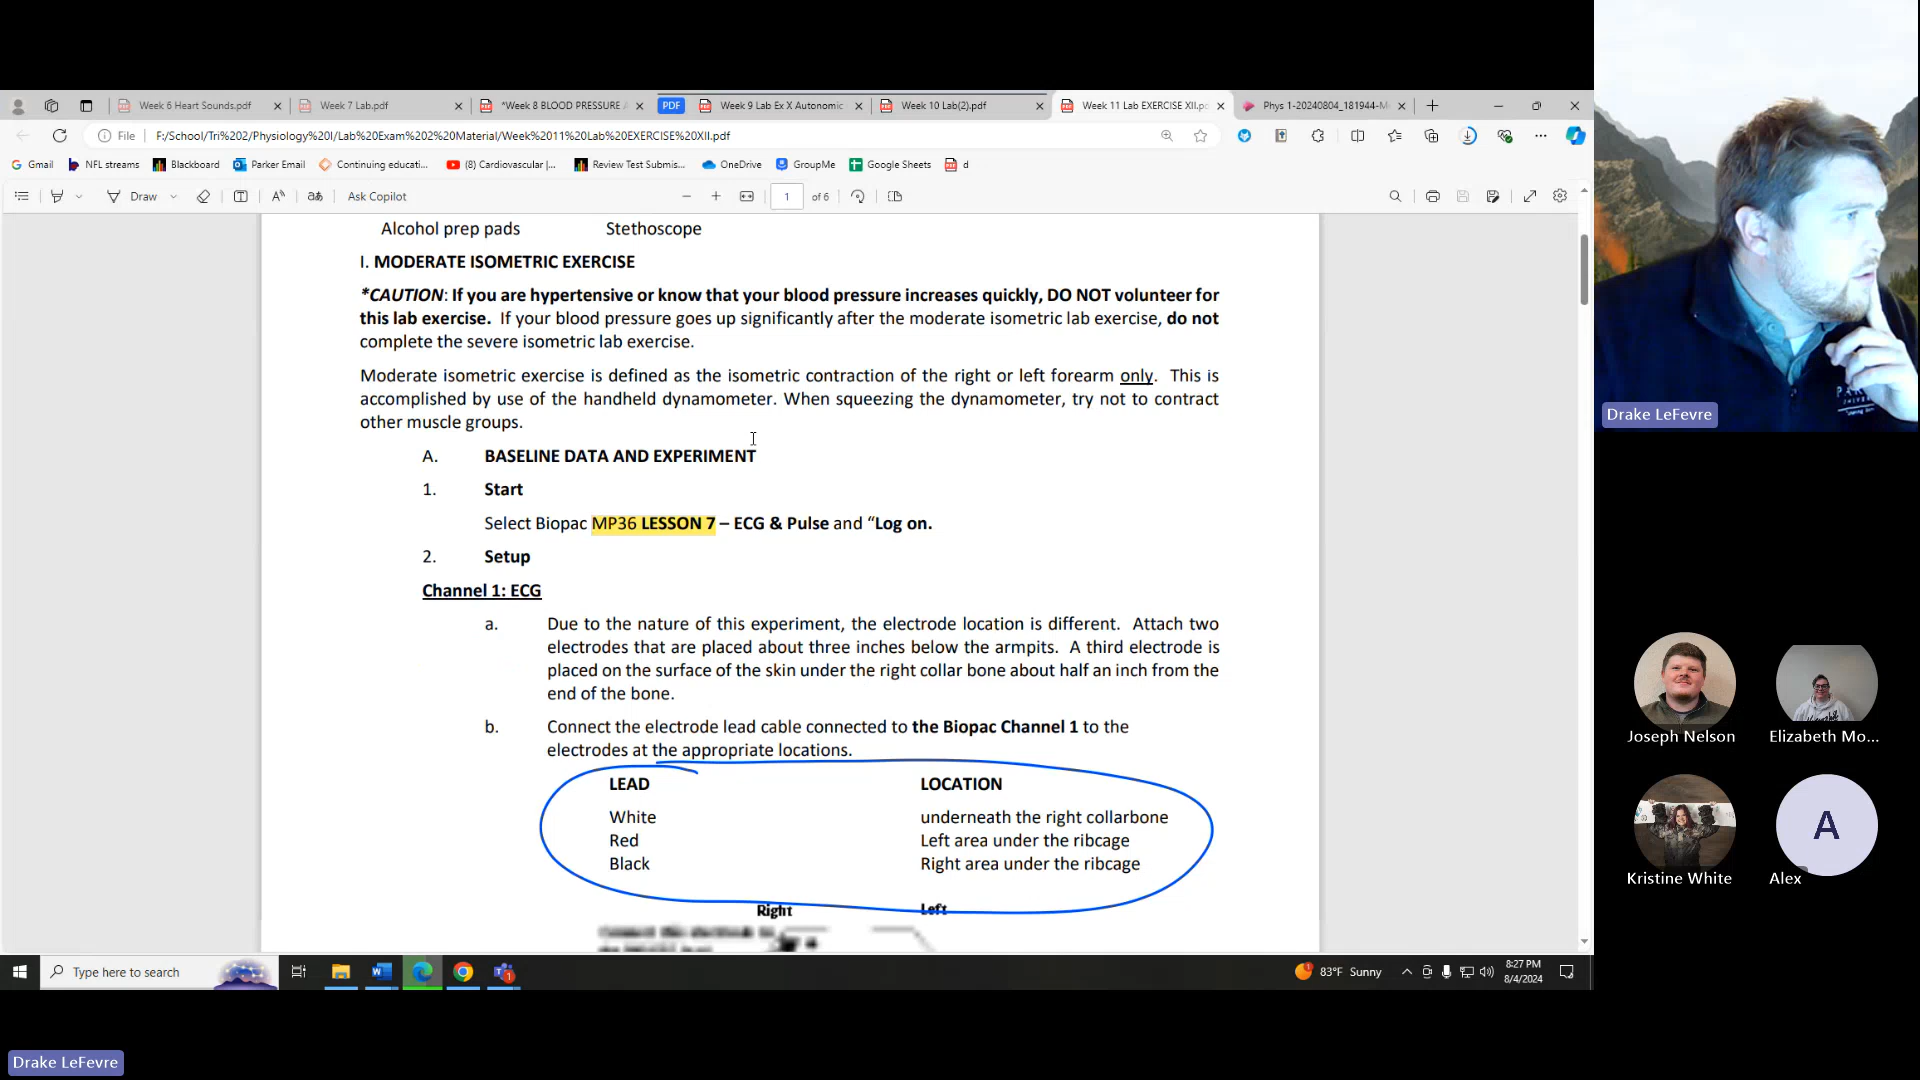 Week 6 Heart Sounds.pdf
Week 7 Lab.pdf
*Week 8 BLOOD PRESSURE A
PDF
Week 9 Lab Ex X Autonomic
Week 10 Lab(2).pdf
Week 11 Lab EXERCISE XII.p
Phys 1-20240804_181944-M
File
F:/School/Tri%202/Physiology%20I/Lab%20Exam%202%20Material/Week%2011%20Lab%20EXERCISE%20XII.pdf
Gmail
NFL streams
Blackboard
Parker Email
Continuing educati...
(8) Cardiovascular |...
Review Test Submis...
OneDrive
GroupMe
Google Sheets
d
Draw
Ask Copilot
1
of 6
Alcohol prep pads Stethoscope
I. MODERATE ISOMETRIC EXERCISE
*CAUTION: If you are hypertensive or know that your blood pressure increases quickly, DO NOT volunteer for
this lab exercise. If your blood pressure goes up significantly after the moderate isometric lab exercise, do not
complete the severe isometric lab exercise.
Moderate isometric exercise is defined as the isometric contraction of the right or left forearm only. This is
accomplished by use of the handheld dynamometer. When squeezing the dynamometer, try not to contract
other muscle groups.
A. BASELINE DATA AND EXPERIMENT
1. Start
Select Biopac MP36 LESSON 7 – ECG & Pulse and “Log on.
2. Setup
Channel 1: ECG
a. Due to the nature of this experiment, the electrode location is different. Attach two
electrodes that are placed about three inches below the armpits. A third electrode is
placed on the surface of the skin under the right collar bone about half an inch from the
end of the bone.
b. Connect the electrode lead cable connected to the Biopac Channel 1 to the
electrodes at the appropriate locations.
LEAD LOCATION
White underneath the right collarbone
Red Left area under the ribcage
Black Right area under the ribcage
Right Left
Type here to search
83°F Sunny
8:27 PM
8/4/2024
Drake LeFevre
Joseph Nelson
Elizabeth Mo...
Kristine White
A
Alex
Drake LeFevre